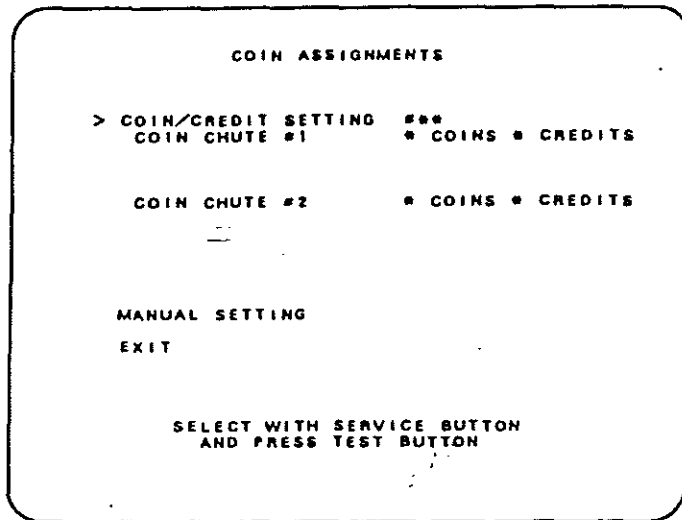 COIN ASSIGNMENTS
> COIN/CREDIT SETTING ###
COIN CHUTE #1 * COINS * CREDITS
COIN CHUTE #2 * COINS * CREDITS
MANUAL SETTING
EXIT
SELECT WITH SERVICE BUTTON
AND PRESS TEST BUTTON